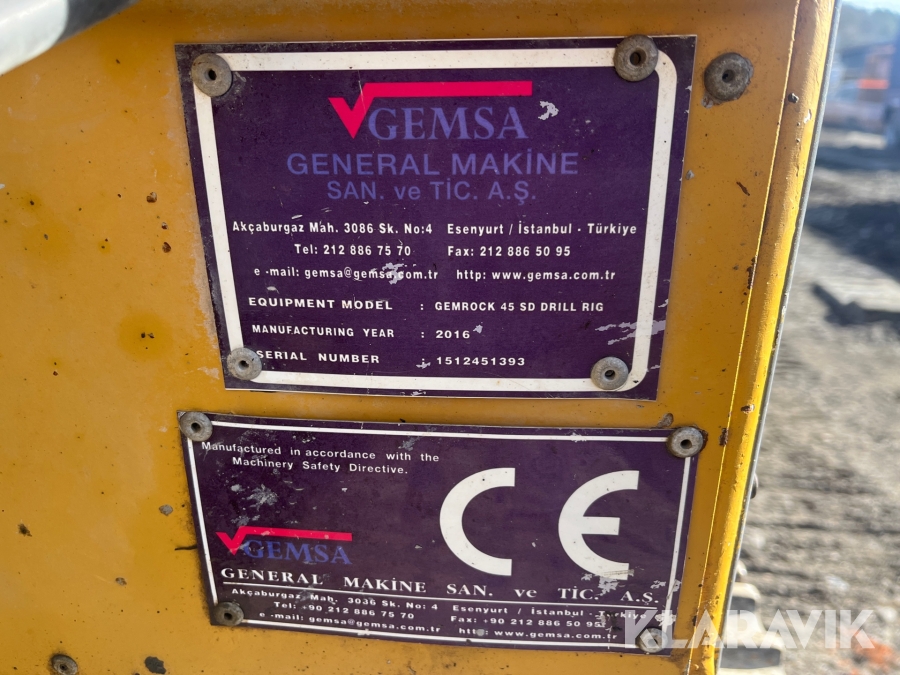 GEMSA
GENERAL MAKİNE
SAN. ve TİC. A.Ş.
Akçaburgaz Mah. 3086 Sk. No:4 Esenyurt / İstanbul - Türkiye
Tel: 212 886 75 70 Fax: 212 886 50 95
e -mail: gemsa@gemsa.com.tr http: www.gemsa.com.tr
EQUIPMENT MODEL : GEMROCK 45 SD DRILL RIG
MANUFACTURING YEAR : 2016
SERIAL NUMBER : 1512451393
Manufactured in accordance with the
Machinery Safety Directive.
CE
GEMSA
GENERAL MAKİNE SAN. ve TİC. A.Ş.
Akçaburgaz Mah. 3086 Sk. No: 4 Esenyurt / İstanbul - Türkiye
Tel: +90 212 886 75 70 Fax: +90 212 886 50 95
e-mail: gemsa@gemsa.com.tr http: www.gemsa.com.tr
KLARAVIK